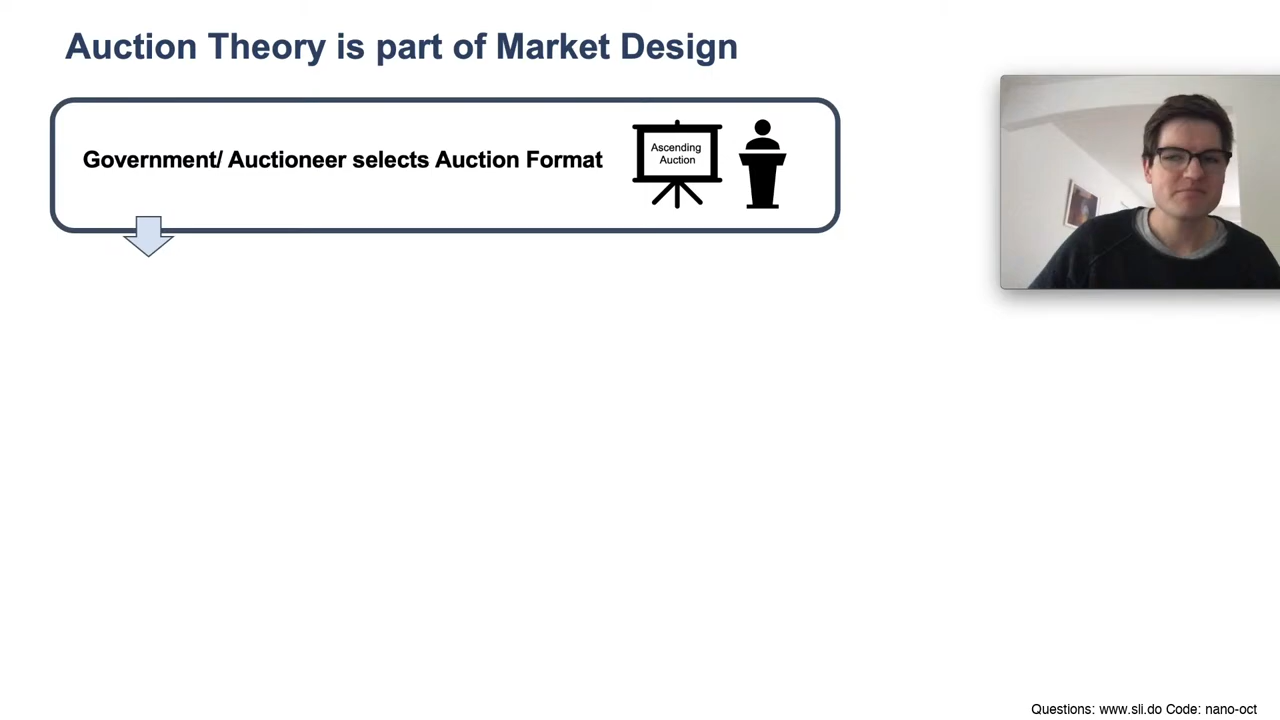 Auction Theory is part of Market Design
Government/ Auctioneer selects Auction Format
Ascending
Auction
Questions: www.sli.do Code: nano-oct